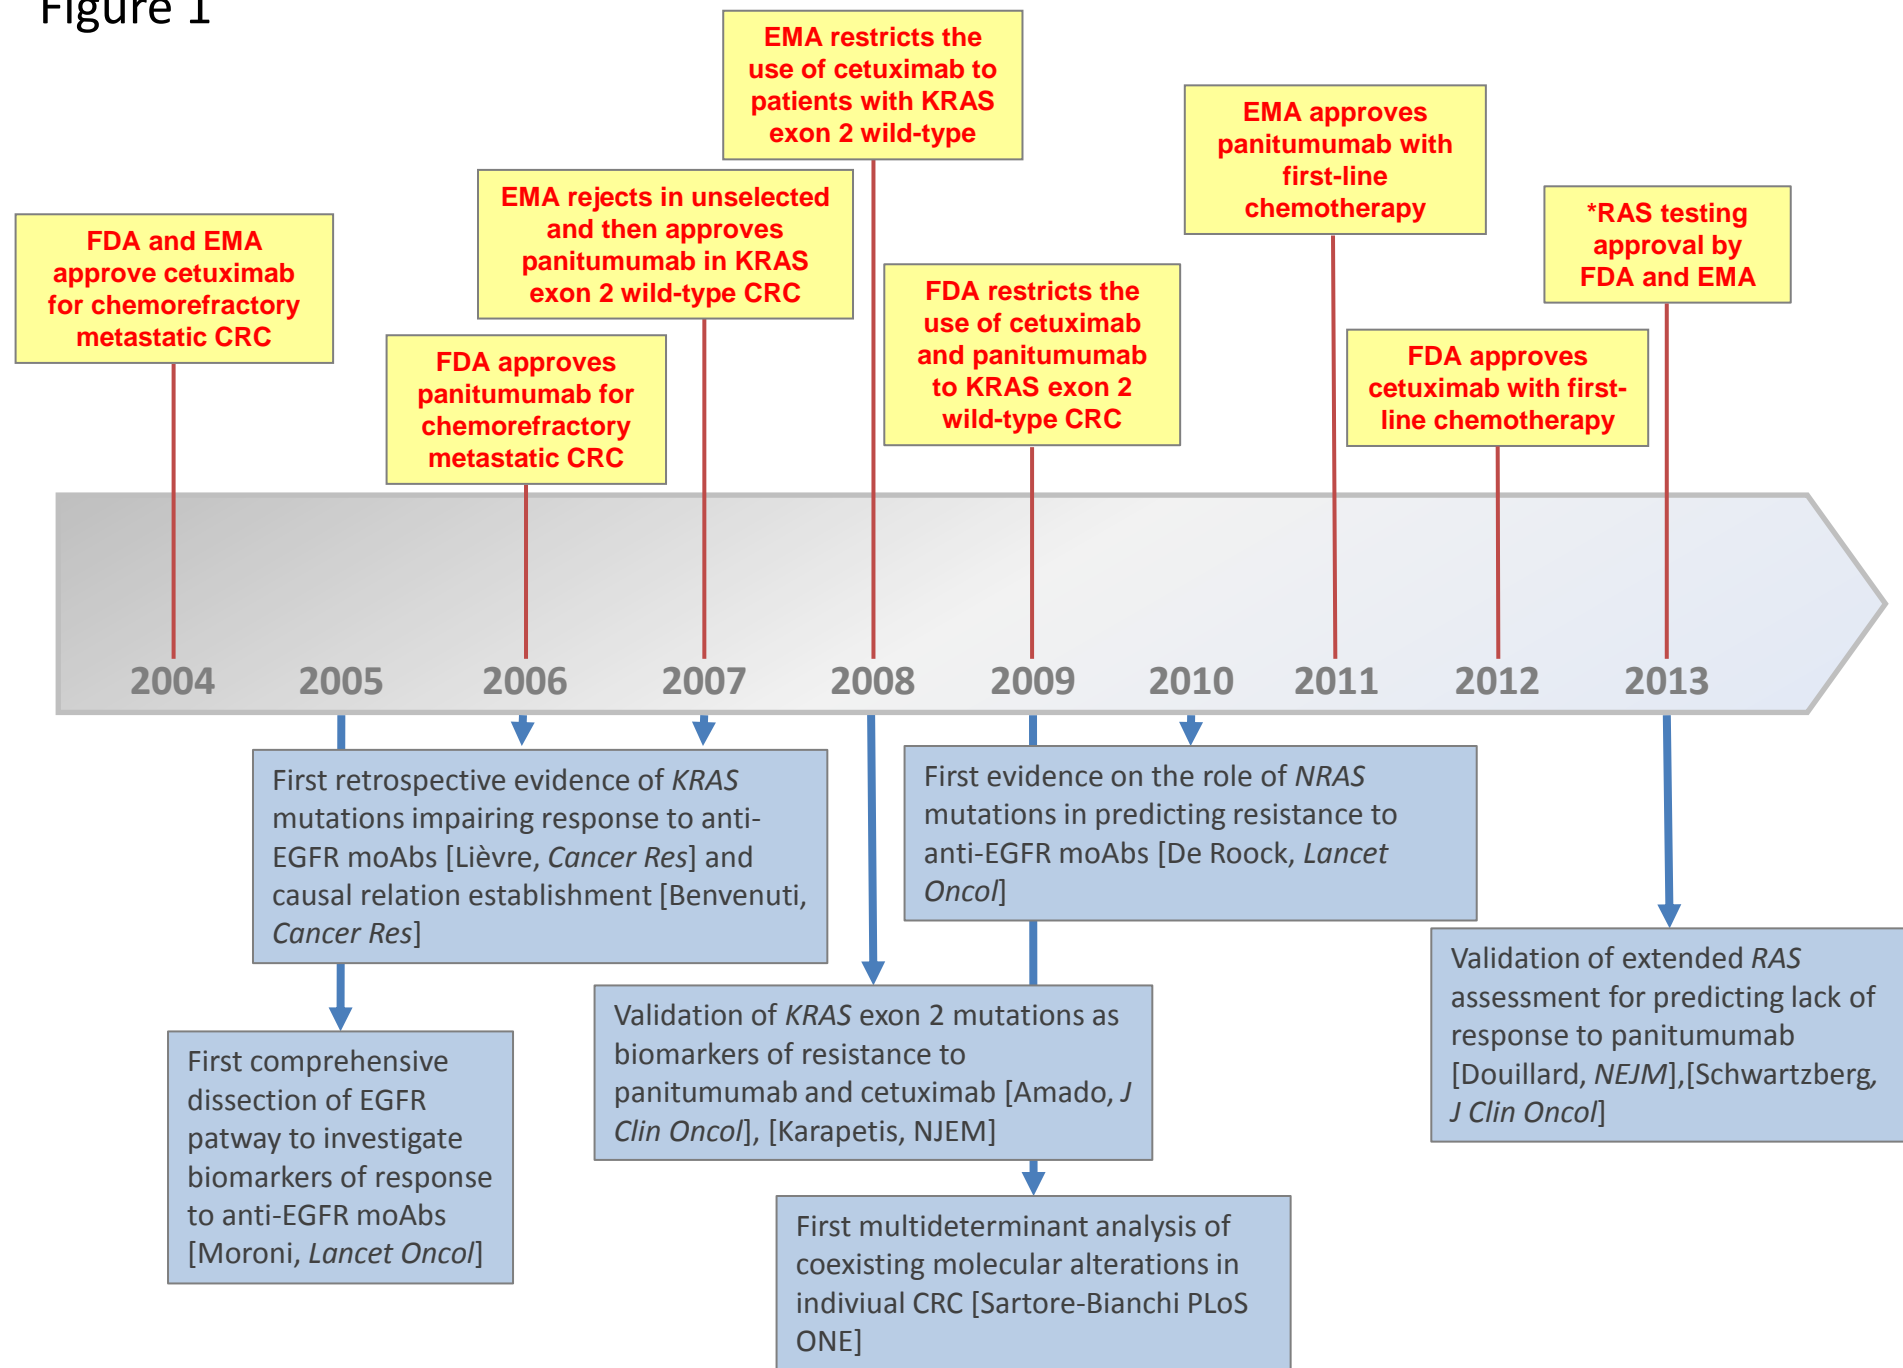 Figure 1
EMA restricts the
use of cetuximab to
patients with KRAS
exon 2 wild-type
EMA approves
panitumumab with
first-line
chemotherapy
EMA rejects in unselected
and then approves
panitumumab in KRAS
exon 2 wild-type CRC
*RAS testing
approval by
FDA and EMA
FDA and EMA
approve cetuximab
for chemorefractory
metastatic CRC
FDA restricts the
use of cetuximab
and panitumumab
to KRAS exon 2
wild-type CRC
FDA approves
panitumumab for
chemorefractory
metastatic CRC
FDA approves
cetuximab with first-
line chemotherapy
2004 2005 2006 2007 2008 2009 2010 2011 2012 2013
First retrospective evidence of KRAS
mutations impairing response to anti-
EGFR moAbs [Lièvre, Cancer Res] and
causal relation establishment [Benvenuti,
Cancer Res]
First evidence on the role of NRAS
mutations in predicting resistance to
anti-EGFR moAbs [De Roock, Lancet
Oncol]
Validation of extended RAS
assessment for predicting lack of
response to panitumumab
[Douillard, NEJM],[Schwartzberg,
J Clin Oncol]
Validation of KRAS exon 2 mutations as
biomarkers of resistance to
panitumumab and cetuximab [Amado, J
Clin Oncol], [Karapetis, NJEM]
First comprehensive
dissection of EGFR
patway to investigate
biomarkers of response
to anti-EGFR moAbs
[Moroni, Lancet Oncol]
First multideterminant analysis of
coexisting molecular alterations in
indiviual CRC [Sartore-Bianchi PLoS
ONE]